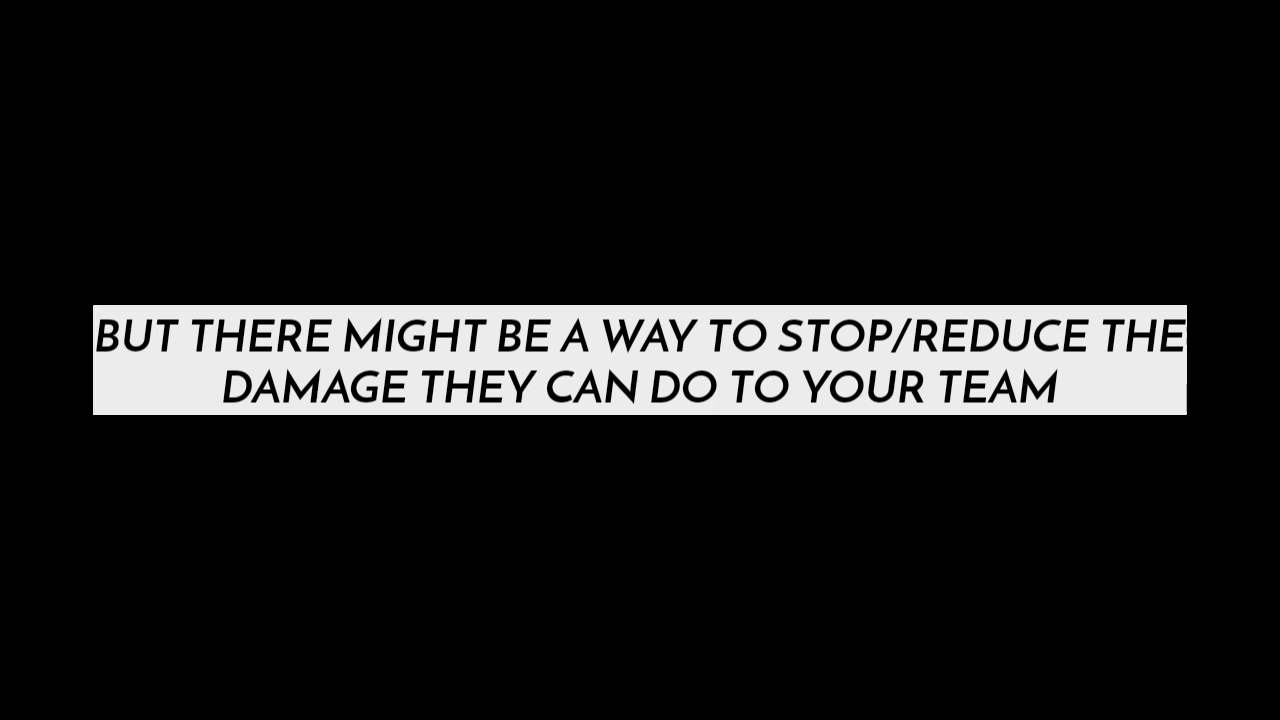 BUT THERE MIGHT BE A WAY TO STOP/REDUCE THE
DAMAGE THEY CAN DO TO YOUR TEAM